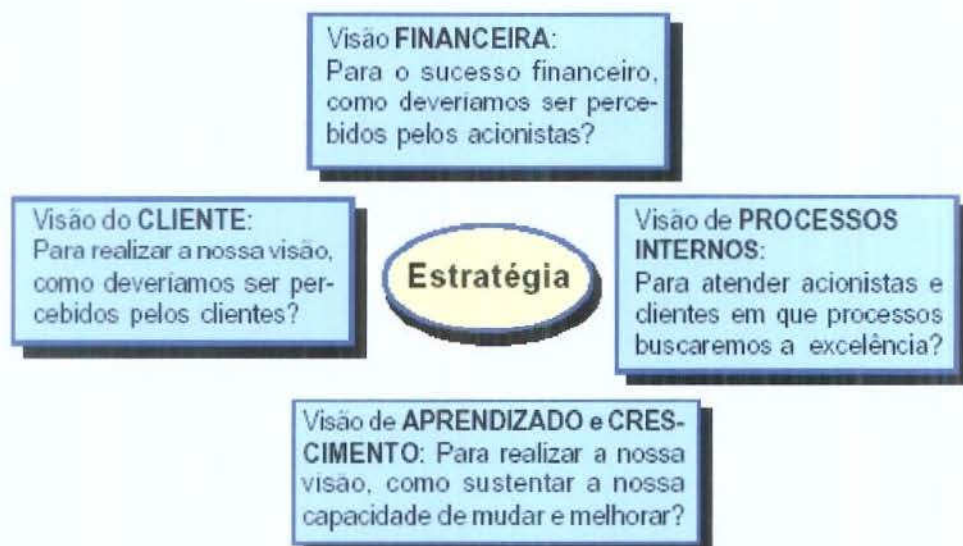 Visão FINANCEIRA:
Para o sucesso financeiro,
como deveríamos ser perce-
bidos pelos acionistas?
Visão do CLIENTE:
Para realizar a nossa visão,
como deveríamos ser per-
cebidos pelos clientes?
Estratégia
Visão de PROCESSOS
INTERNOS:
Para atender acionistas e
clientes em que processos
buscaremos a excelência?
Visão de APRENDIZADO e CRES-
CIMENTO: Para realizar a nossa
visão, como sustentar a nossa
capacidade de mudar e melhorar?